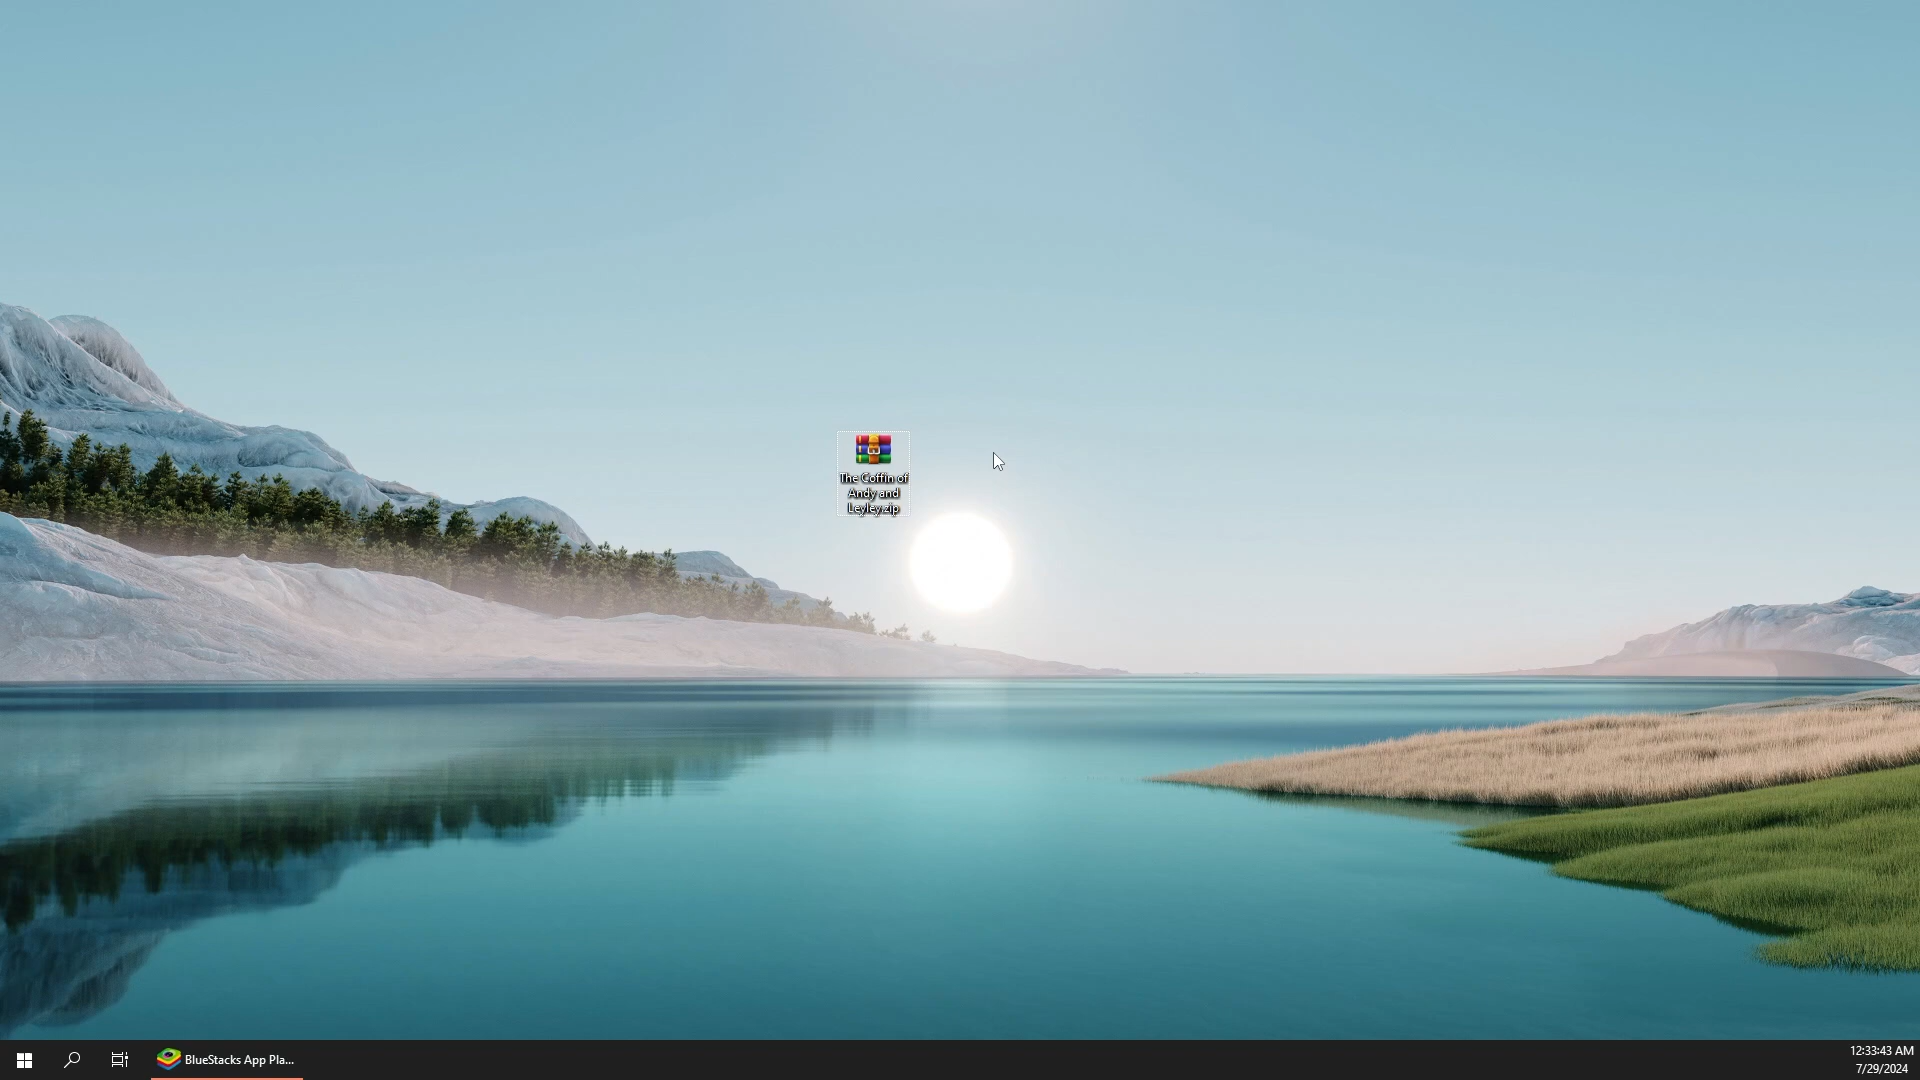 The Coffin of
Andy and
Leyley.zip
BlueStacks App Pla...
12:33:43 AM
7/29/2024